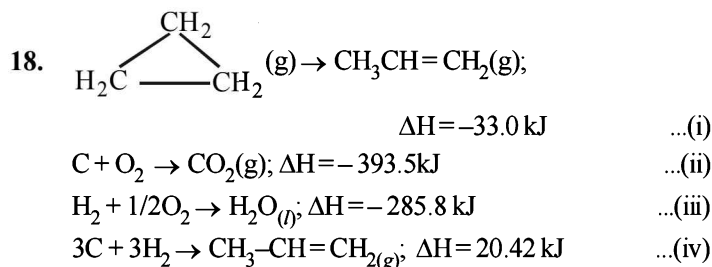 18. CH₂
H₂C CH₂ (g) → CH₃CH=CH₂(g);
ΔH=–33.0 kJ ...(i)
C + O₂ → CO₂(g); ΔH=– 393.5kJ ...(ii)
H₂ + 1/2O₂ → H₂O₍l₎; ΔH=– 285.8 kJ ...(iii)
3C + 3H₂ → CH₃–CH=CH₂₍g₎; ΔH= 20.42 kJ ...(iv)